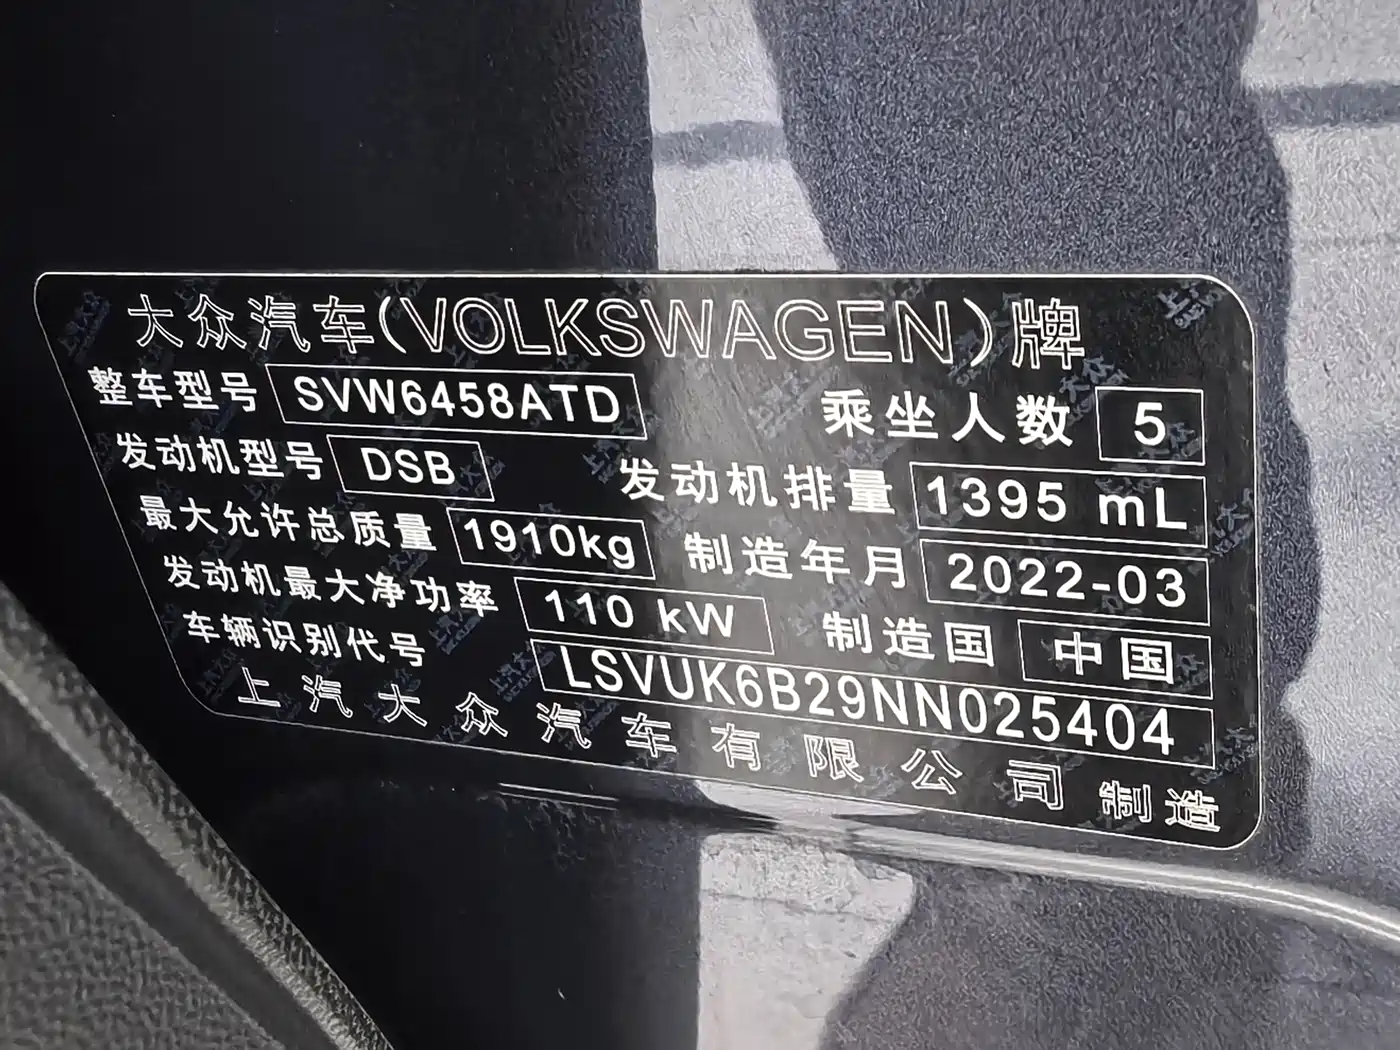 大众汽车(VOLKSWAGEN)牌
整车型号 SVW6458ATD 乘坐人数 5
发动机型号 DSB 发动机排量 1395 mL
最大允许总质量 1910kg 制造年月 2022-03
发动机最大净功率 110 kW 制造国 中国
车辆识别代号 LSVUK6B29NN025404
上汽大众汽车有限公司 制造